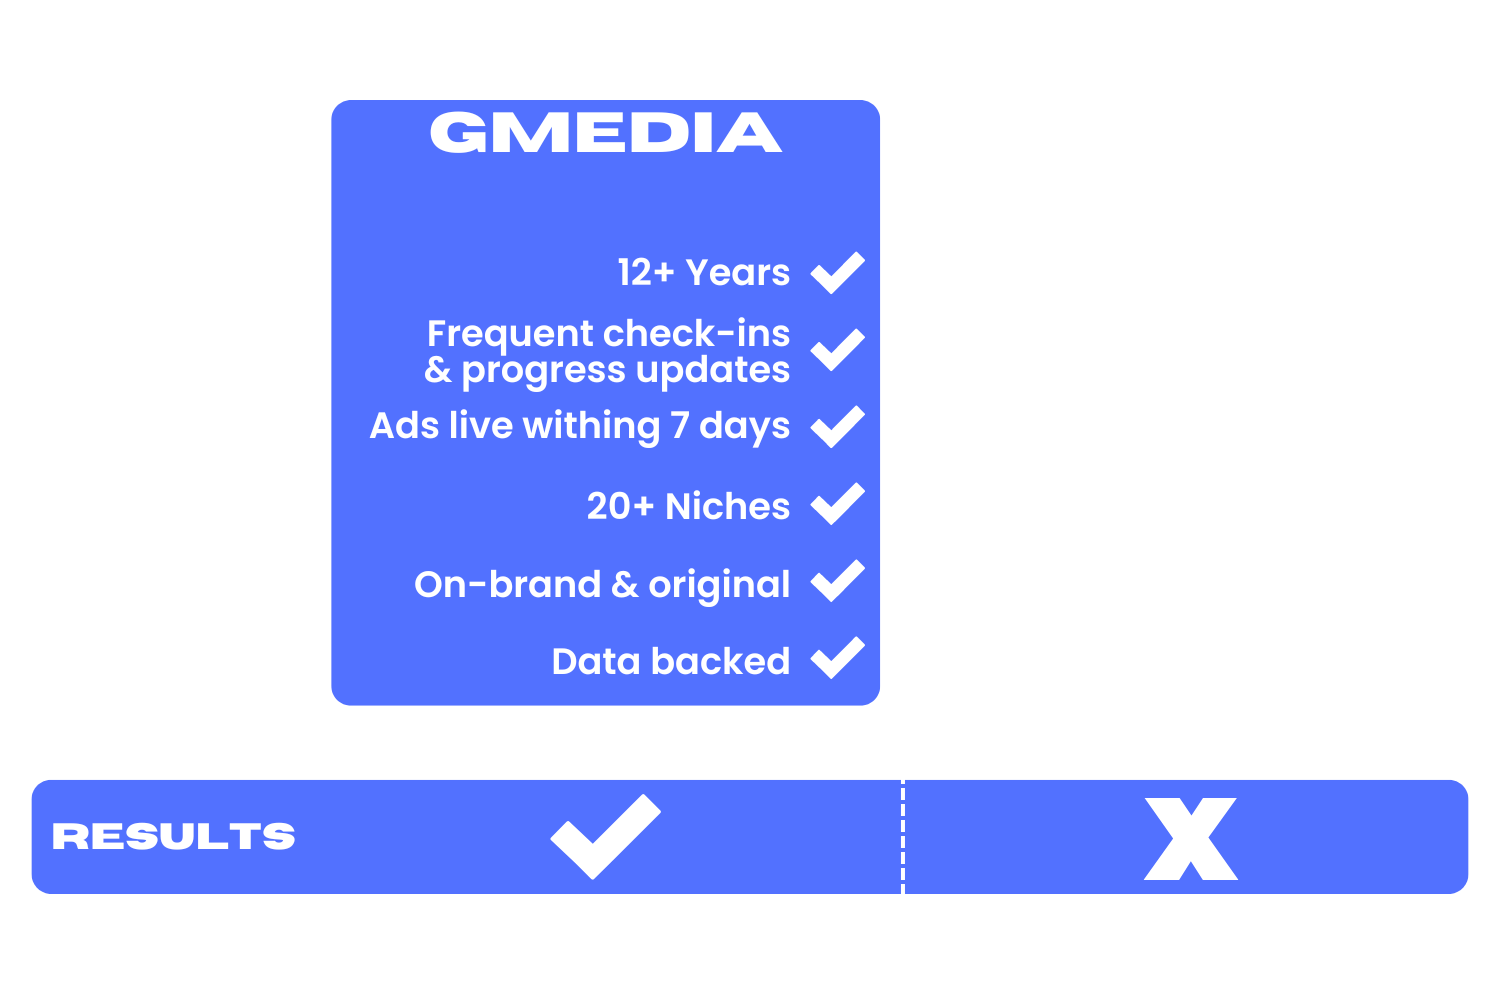 GMEDIA
12+ Years
Frequent check-ins
& progress updates
Ads live withing 7 days
20+ Niches
On-brand & original
Data backed
RESULTS
X